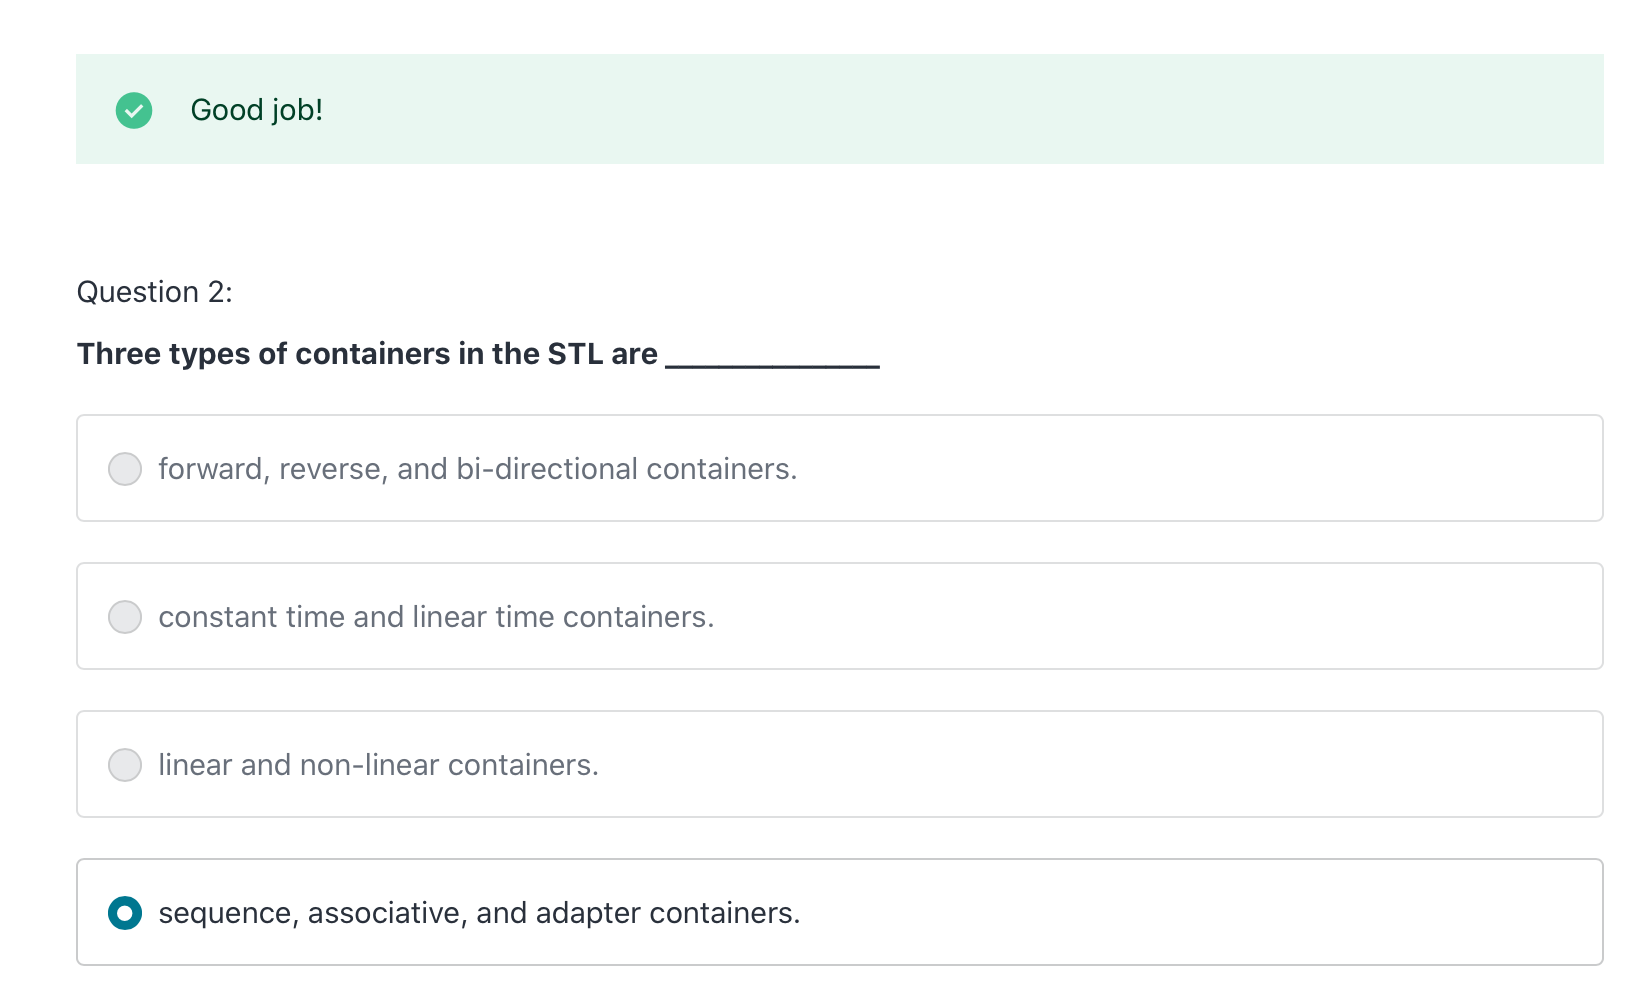 Good job!
Question 2:
Three types of containers in the STL are ______________
forward, reverse, and bi-directional containers.
constant time and linear time containers.
linear and non-linear containers.
sequence, associative, and adapter containers.